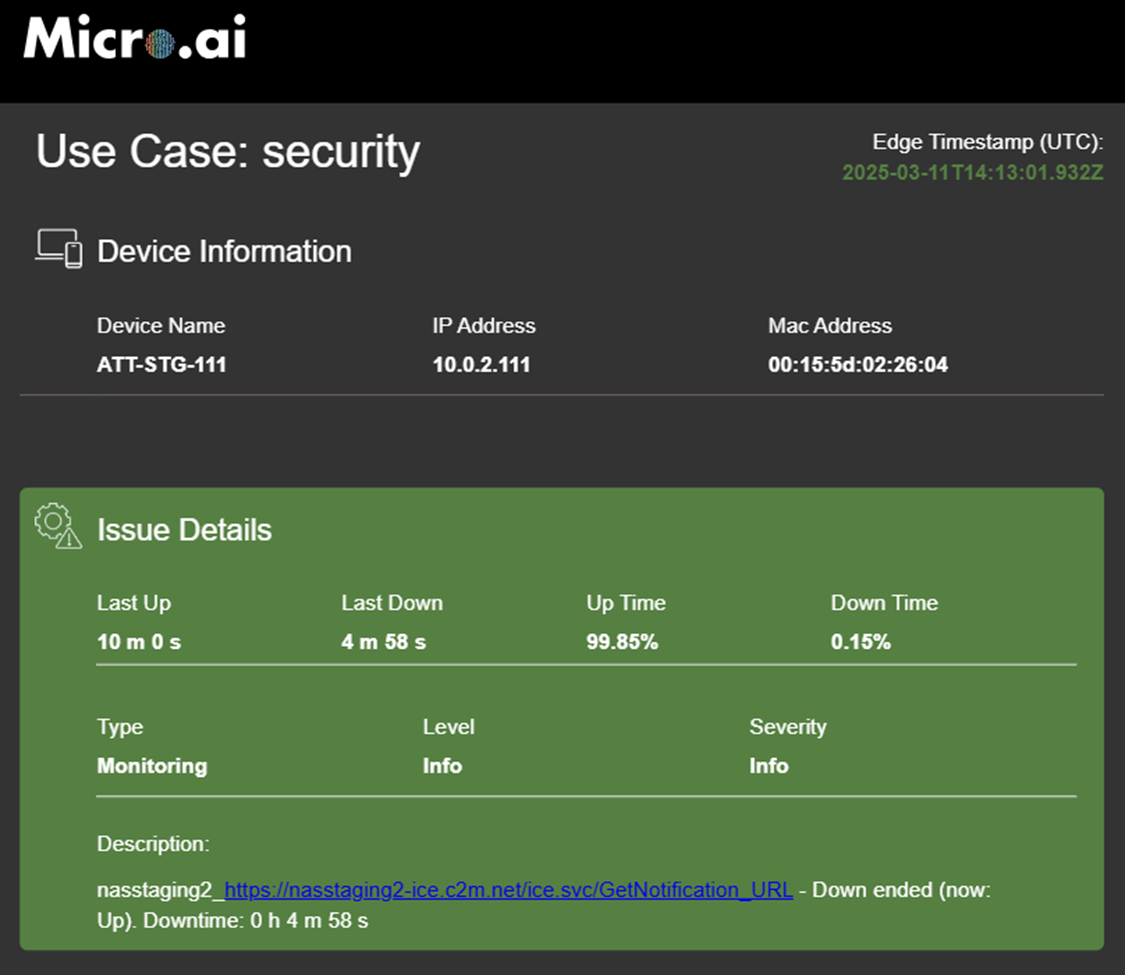 Micro.ai
Use Case: security
Edge Timestamp (UTC):
2025-03-11T14:13:01.932Z
Device Information
Device Name IP Address Mac Address
ATT-STG-111 10.0.2.111 00:15:5d:02:26:04
Issue Details
Last Up Last Down Up Time Down Time
10 m 0 s 4 m 58 s 99.85% 0.15%
Type Level Severity
Monitoring Info Info
Description:
nasstaging2_https://nasstaging2-ice.c2m.net/ice.svc/GetNotification_URL - Down ended (now:
Up). Downtime: 0 h 4 m 58 s